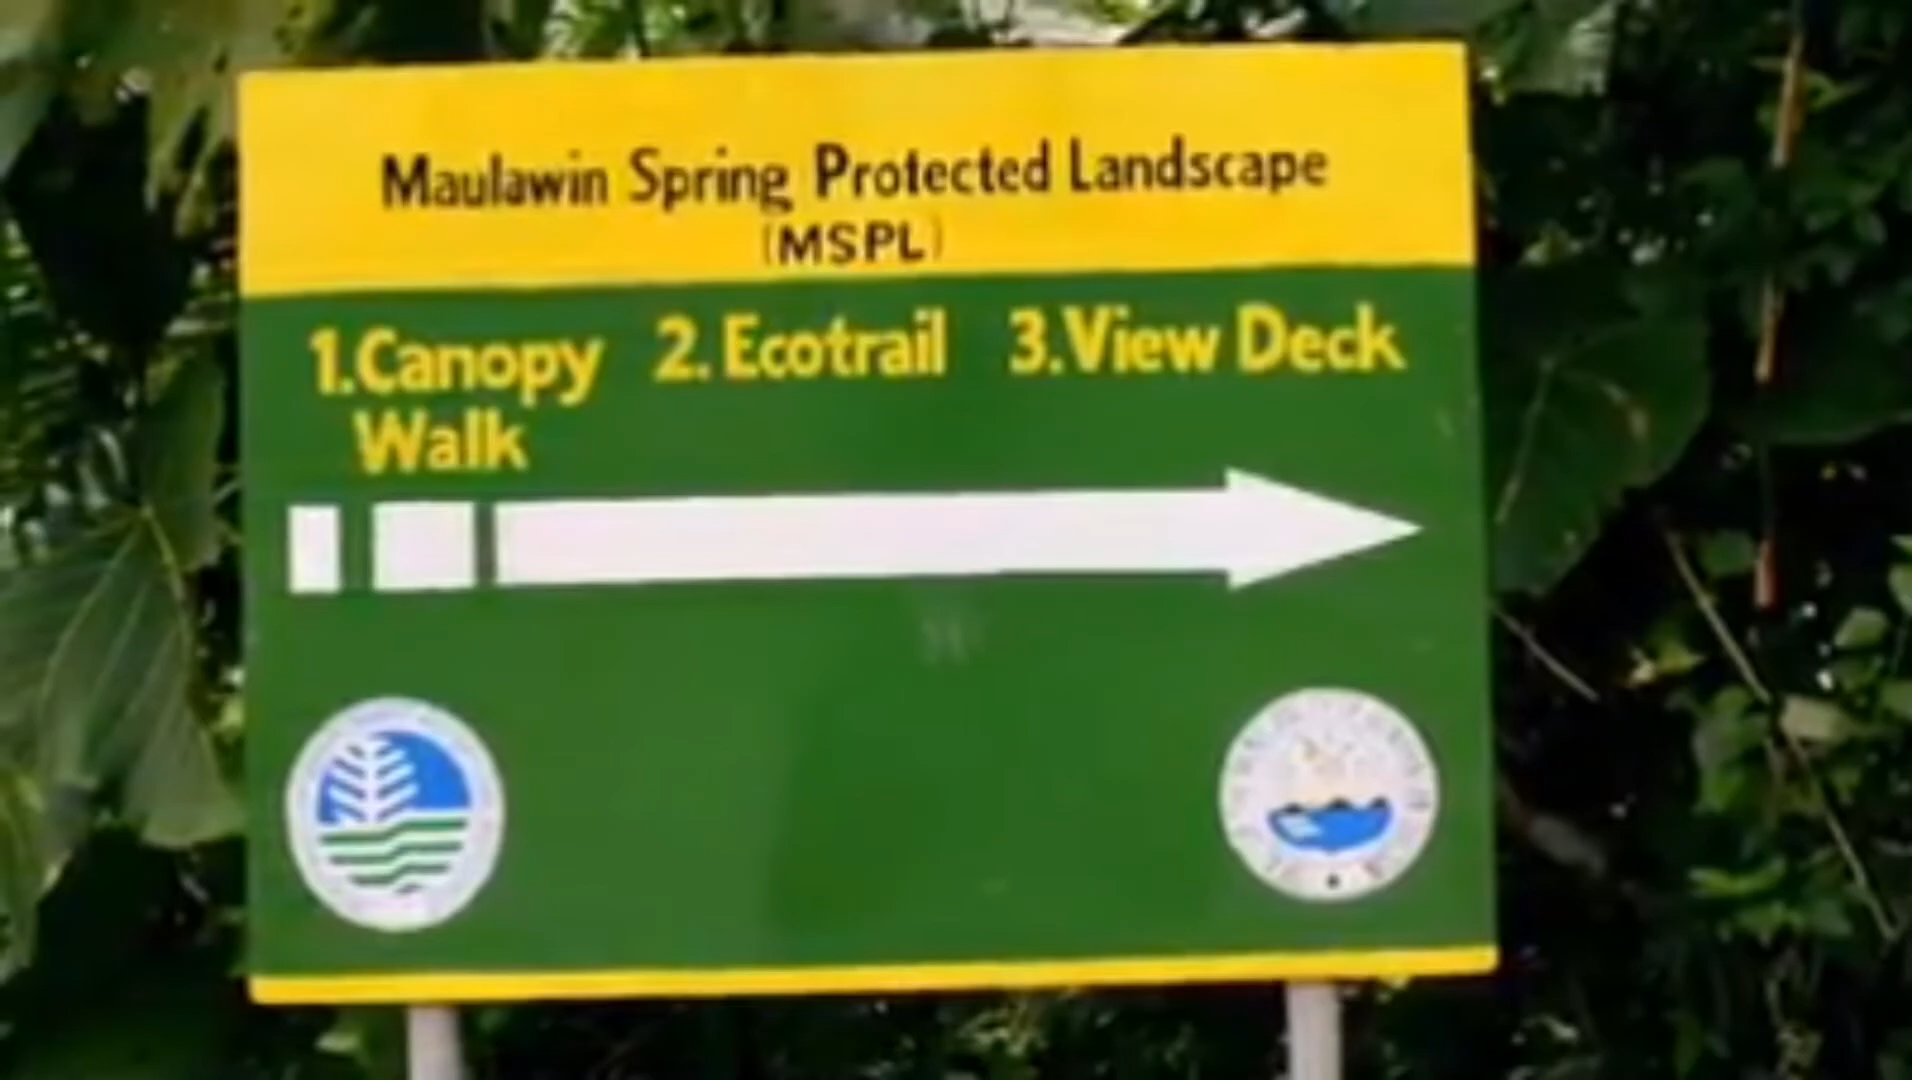 Maulawin Spring Protected Landscape
(MSPL)
1.Canopy Walk
2. Ecotrail
3.View Deck